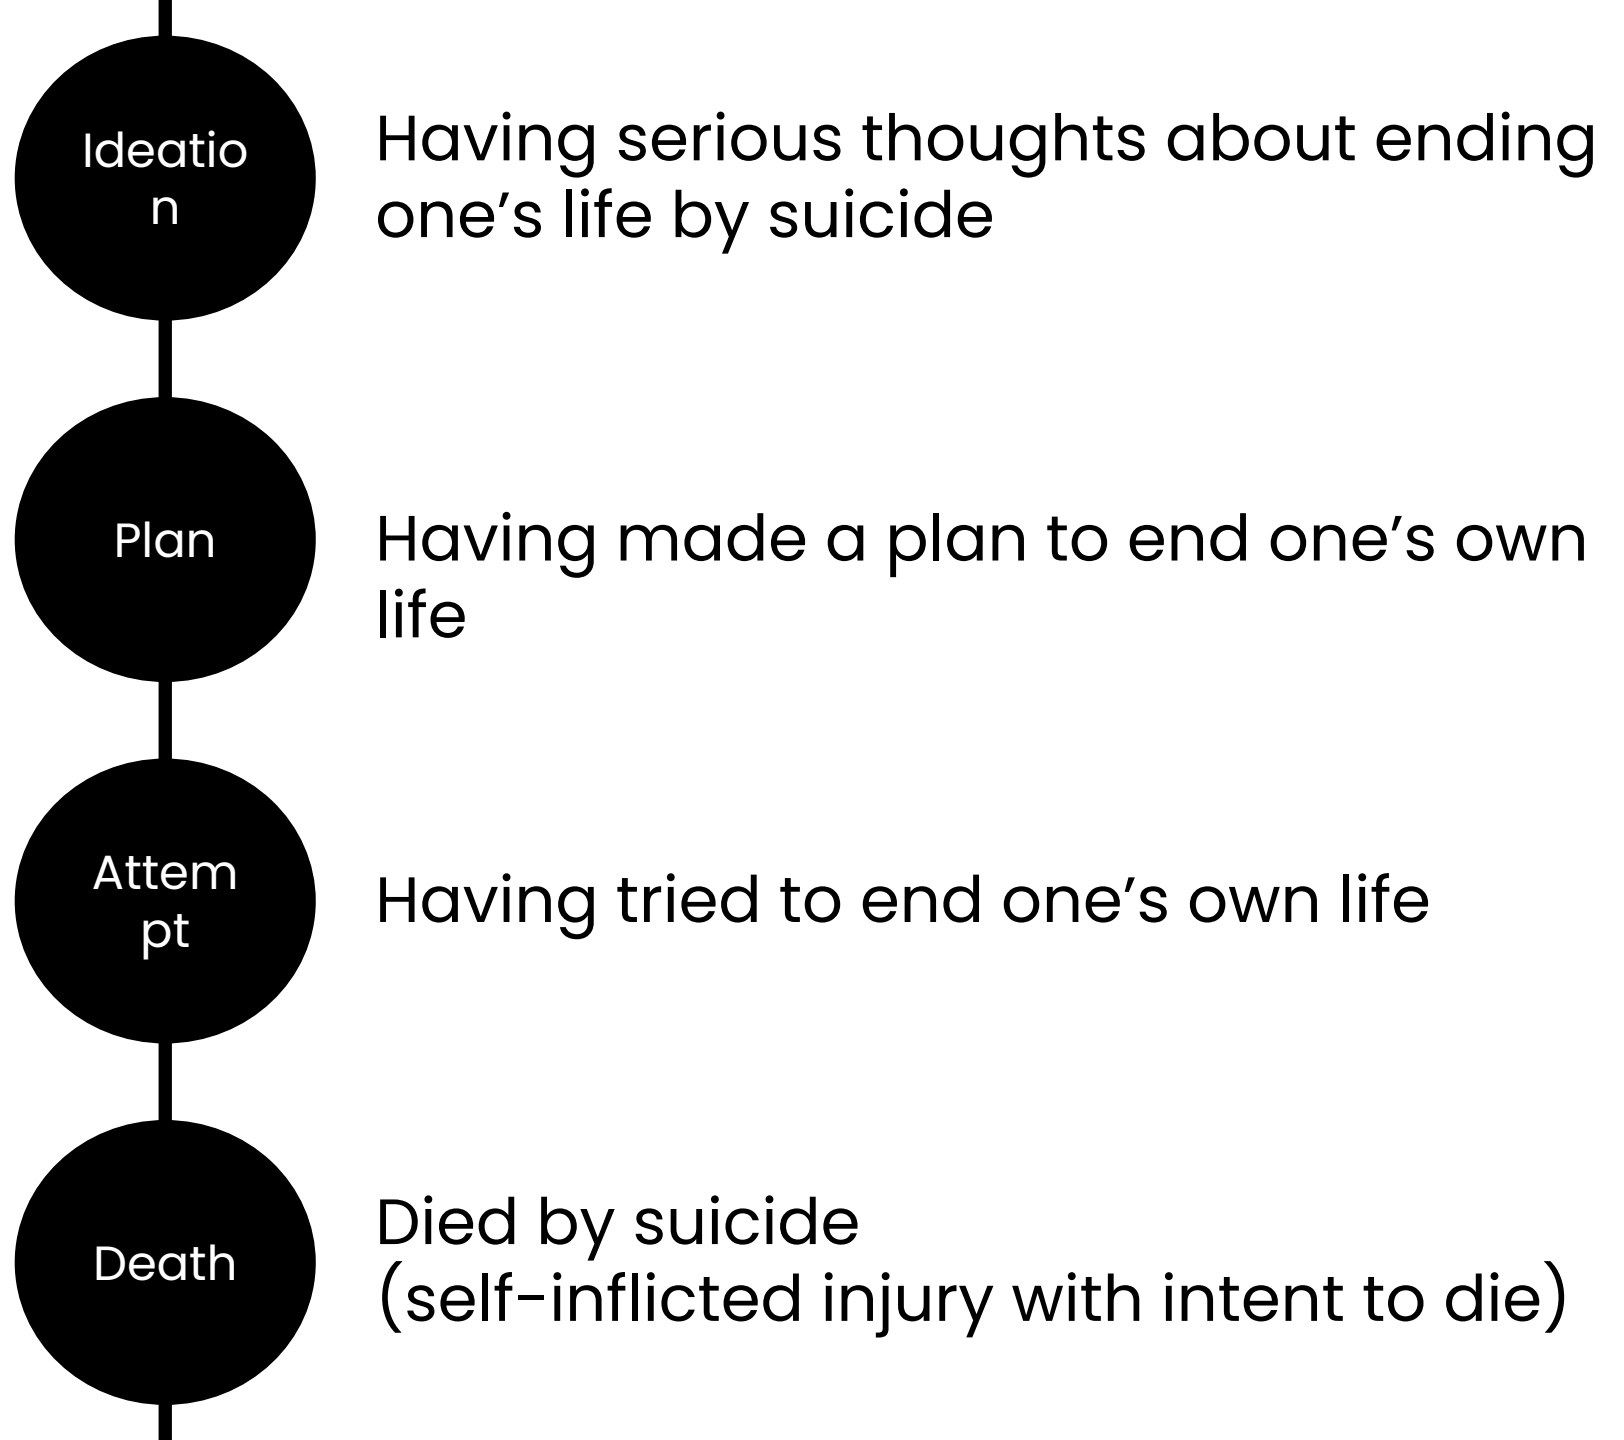 Ideatio
n
Having serious thoughts about ending
one’s life by suicide
Plan
Having made a plan to end one’s own
life
Attem
pt
Having tried to end one’s own life
Death
Died by suicide
(self-inflicted injury with intent to die)